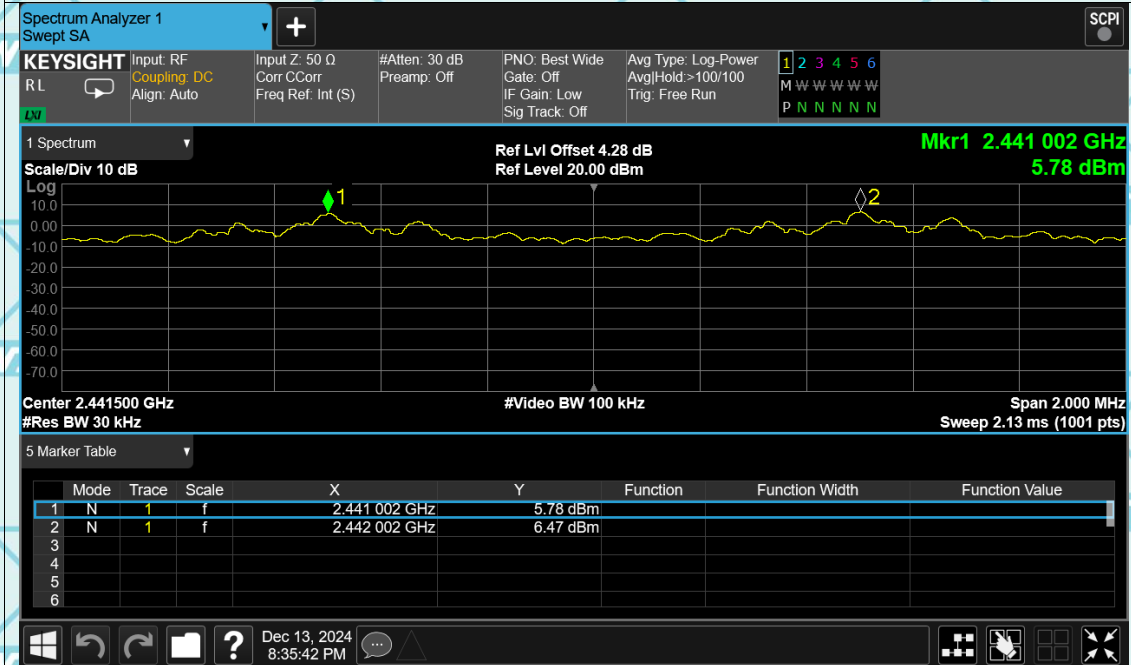 Spectrum Analyzer 1
Swept SA
+
SCPI
KEYSIGHT
R L
LXI
Input: RF
Coupling: DC
Align: Auto
Input Z: 50 Ω
Corr CCorr
Freq Ref: Int (S)
#Atten: 30 dB
Preamp: Off
PNO: Best Wide
Gate: Off
IF Gain: Low
Sig Track: Off
Avg Type: Log-Power
Avg|Hold:>100/100
Trig: Free Run
1 2 3 4 5 6
M W W W W W
P N N N N N
1 Spectrum
Scale/Div 10 dB
Ref Lvl Offset 4.28 dB
Ref Level 20.00 dBm
Mkr1 2.441 002 GHz
5.78 dBm
Log
10.0
0.00
-10.0
-20.0
-30.0
-40.0
-50.0
-60.0
-70.0
1
2
Center 2.441500 GHz
#Res BW 30 kHz
#Video BW 100 kHz
Span 2.000 MHz
Sweep 2.13 ms (1001 pts)
5 Marker Table
Mode Trace Scale X Y Function Function Width Function Value
1 N 1 f 2.441 002 GHz 5.78 dBm
2 N 1 f 2.442 002 GHz 6.47 dBm
3
4
5
6
?
Dec 13, 2024
8:35:42 PM